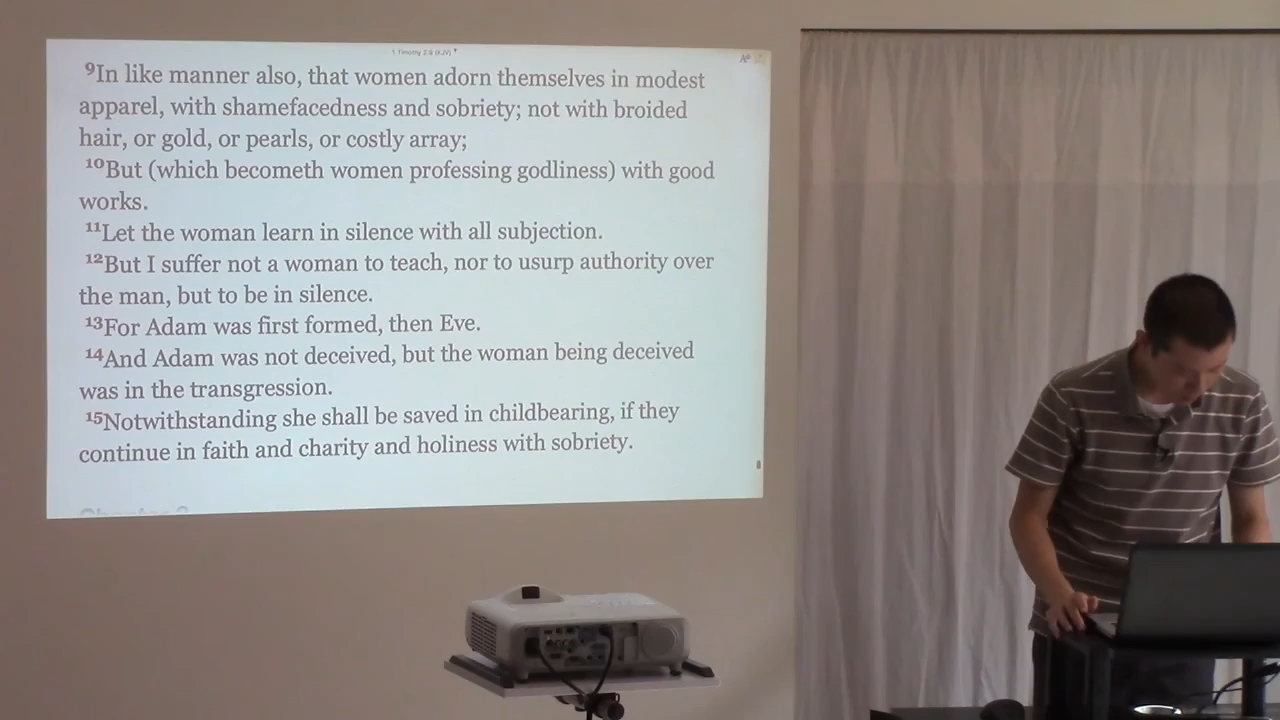 1 Timothy 2:9 (KJV)
9In like manner also, that women adorn themselves in modest
apparel, with shamefacedness and sobriety; not with broided
hair, or gold, or pearls, or costly array;
10But (which becometh women professing godliness) with good
works.
11Let the woman learn in silence with all subjection.
12But I suffer not a woman to teach, nor to usurp authority over
the man, but to be in silence.
13For Adam was first formed, then Eve.
14And Adam was not deceived, but the woman being deceived
was in the transgression.
15Notwithstanding she shall be saved in childbearing, if they
continue in faith and charity and holiness with sobriety.